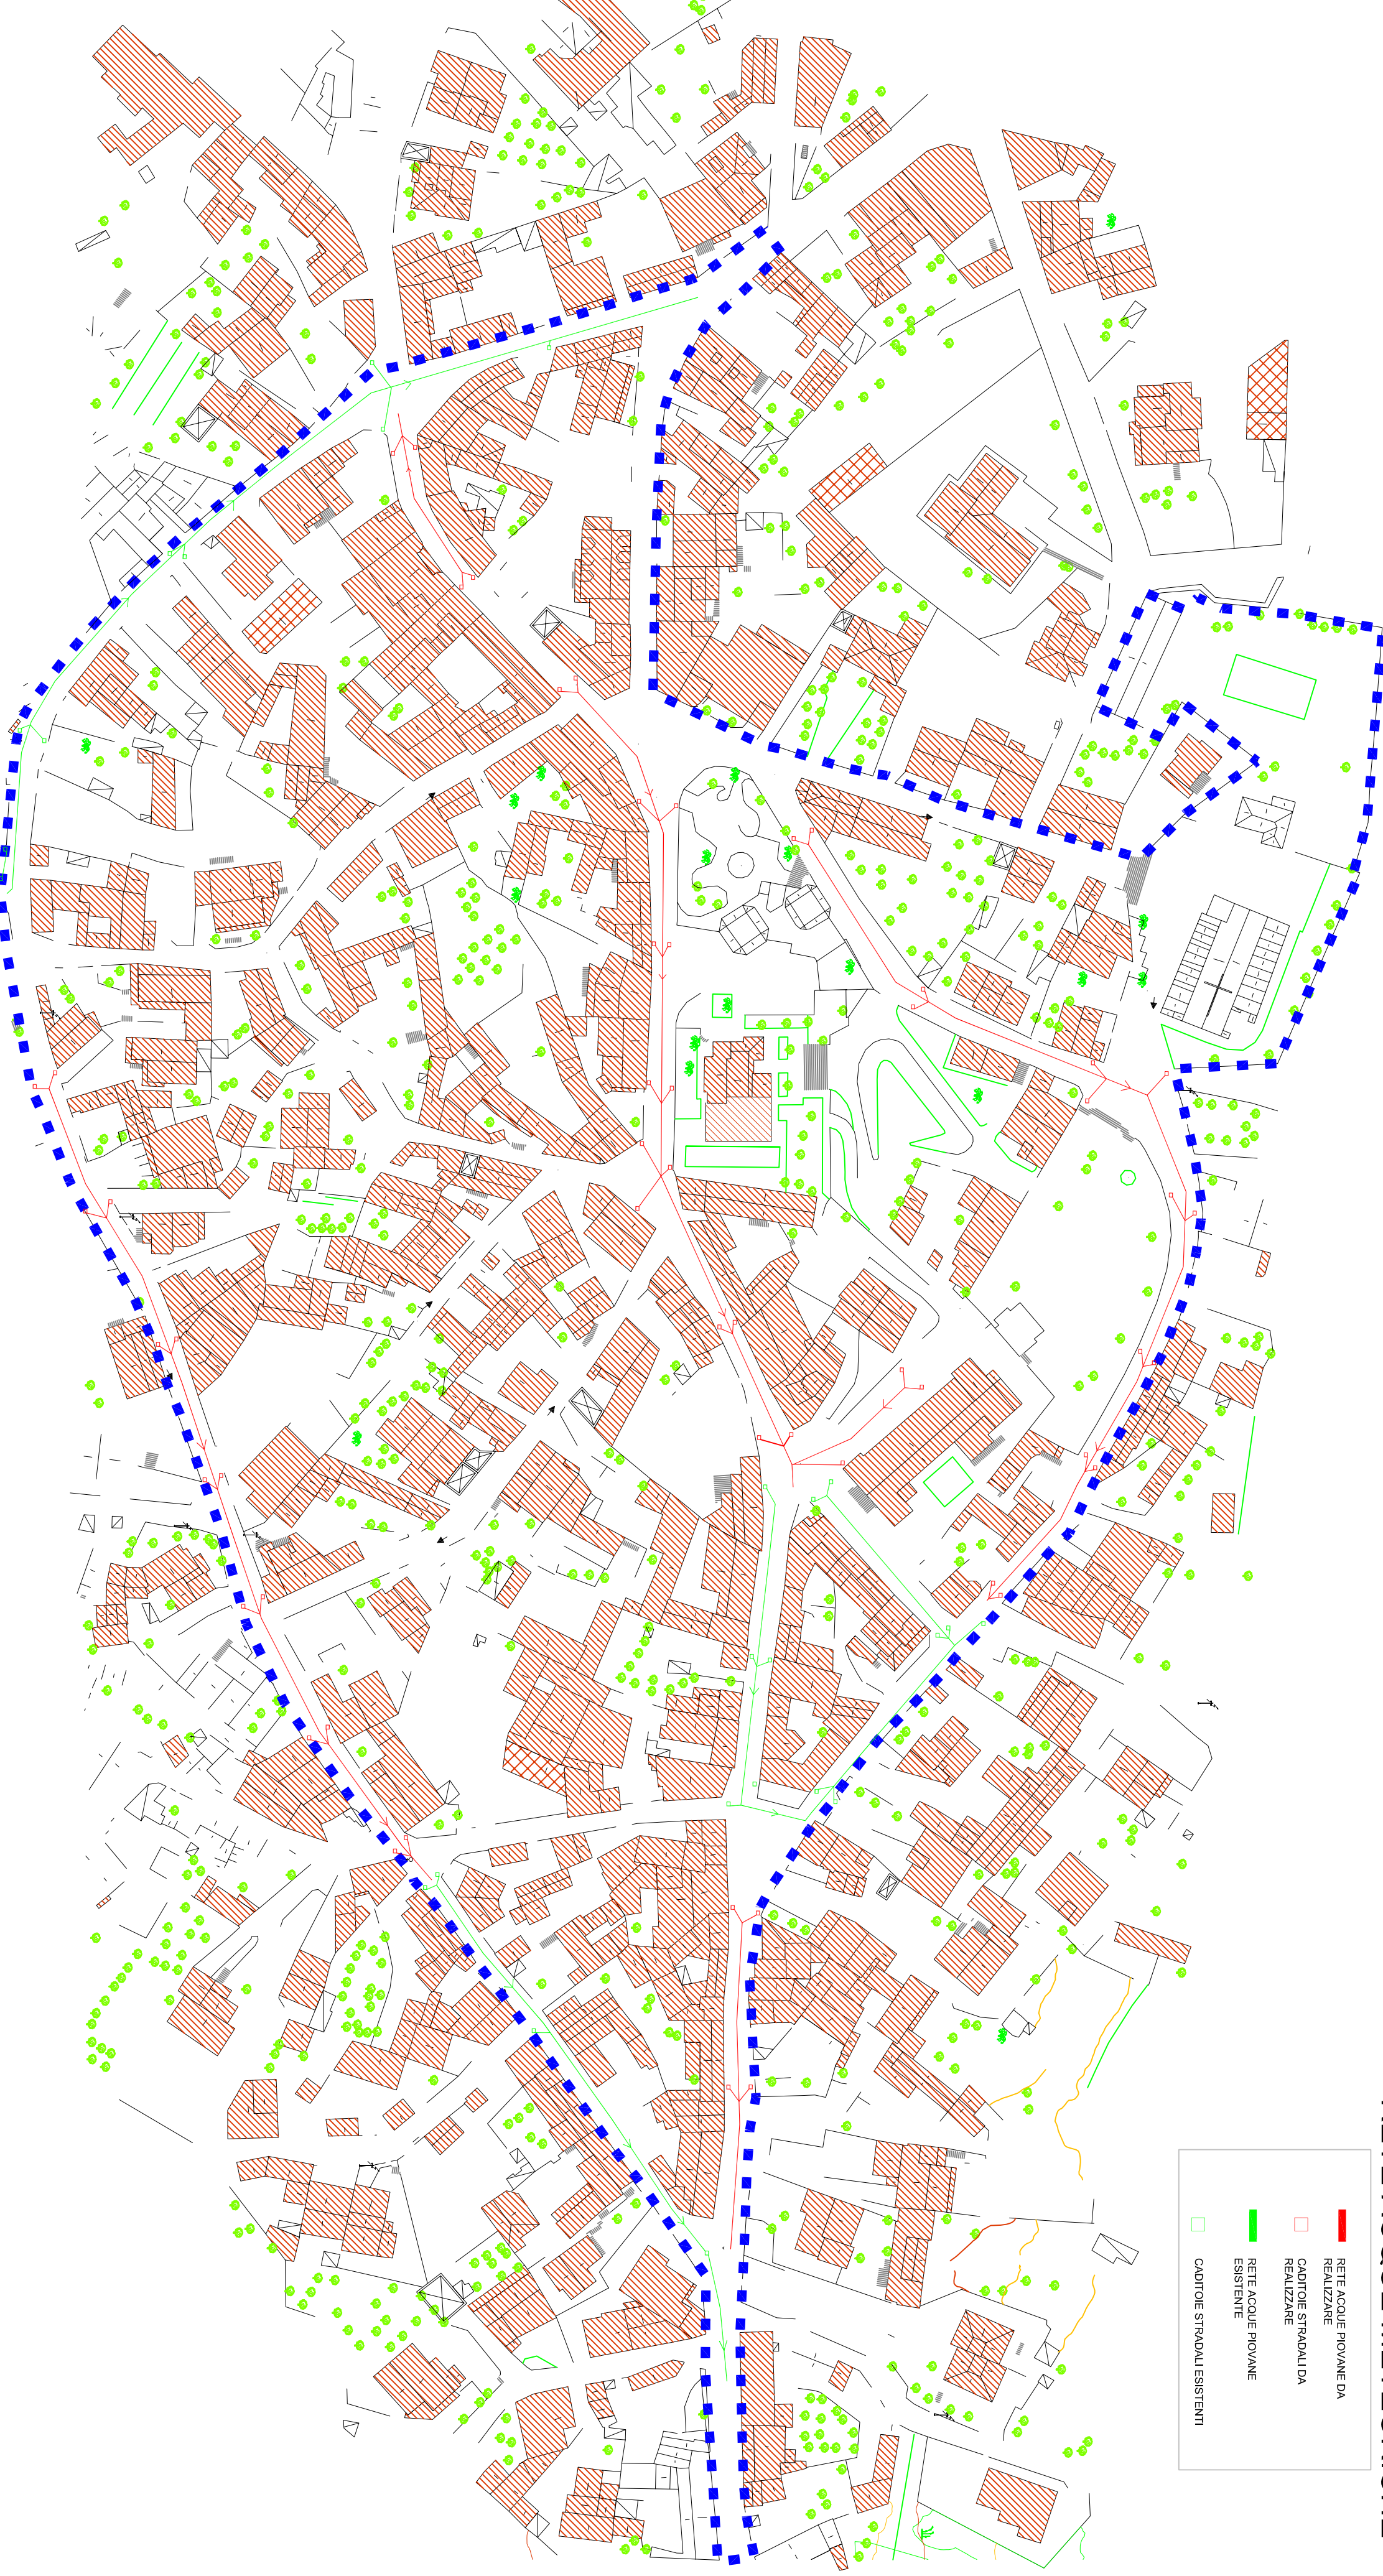 RETE ACQUE PIOVANE DA
REALIZZARE
CADITOIE STRADALI DA
REALIZZARE
RETE ACQUE PIOVANE
ESISTENTE
CADITOIE STRADALI ESISTENTI